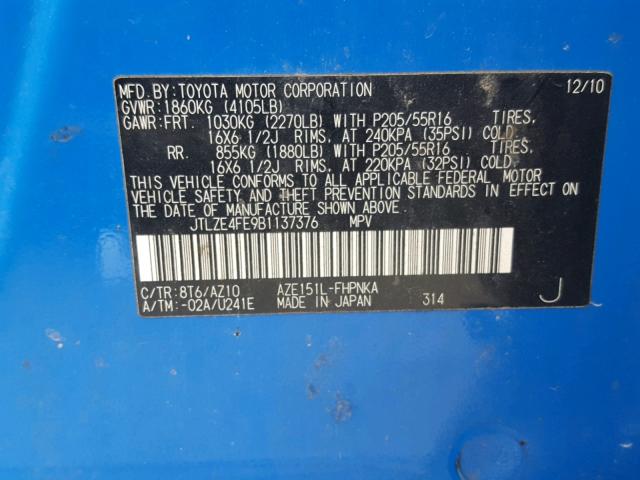 MFD. BY: TOYOTA MOTOR CORPORATION 12/10
GVWR: 1860KG (4105LB)
GAWR: FRT. 1030KG (2270LB) WITH P205/55R16 TIRES,
16X6 1/2J RIMS, AT 240KPA (35PSI) COLD.
RR. 855KG (1880LB) WITH P205/55R16 TIRES,
16X6 1/2J RIMS, AT 220KPA (32PSI) COLD.
THIS VEHICLE CONFORMS TO ALL APPLICABLE FEDERAL MOTOR
VEHICLE SAFETY AND THEFT PREVENTION STANDARDS IN EFFECT ON
THE DATE OF MANUFACTURE SHOWN ABOVE.
JTLZE4FE9B1137376 MPV
C/TR: 8T6/AZ10 AZE151L-FHPNKA
A/TM: -02A/U241E MADE IN JAPAN 314 J